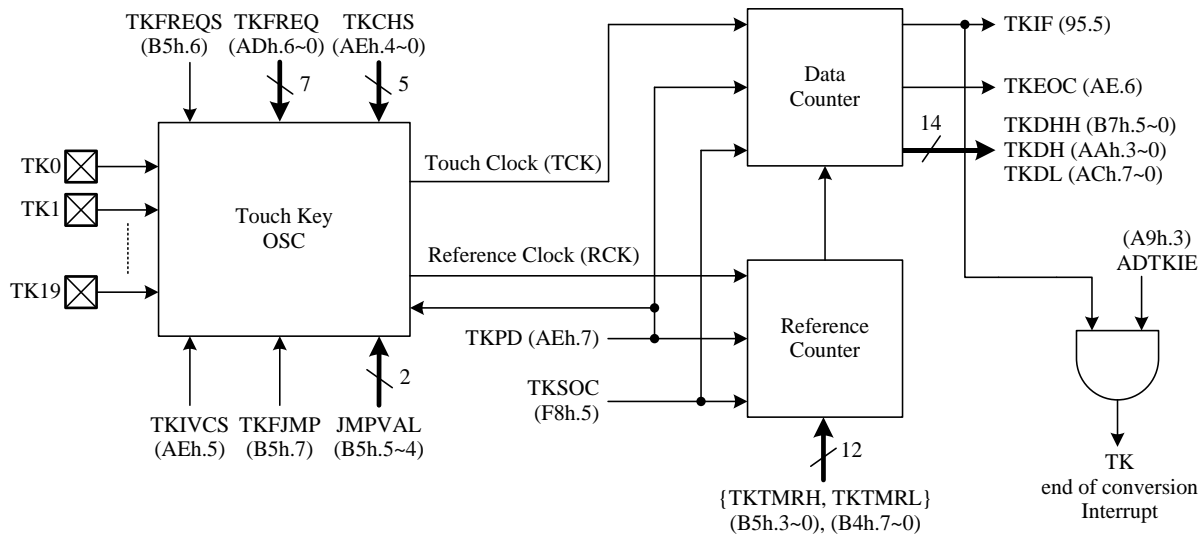 TKFREQS
(B5h.6)
TKFREQ
(ADh.6~0)
TKCHS
(AEh.4~0)
7
5
TK0
TK1
TK19
Touch Key
OSC
Touch Clock (TCK)
Reference Clock (RCK)
TKPD (AEh.7)
TKSOC
(F8h.5)
TKIVCS
(AEh.5)
TKFJMP
(B5h.7)
JMPVAL
(B5h.5~4)
2
Data
Counter
Reference
Counter
12
{TKTMRH, TKTMRL}
(B5h.3~0), (B4h.7~0)
TKIF (95.5)
TKEOC (AE.6)
14
TKDHH (B7h.5~0)
TKDH (AAh.3~0)
TKDL (ACh.7~0)
(A9h.3)
ADTKIE
TK
end of conversion
Interrupt